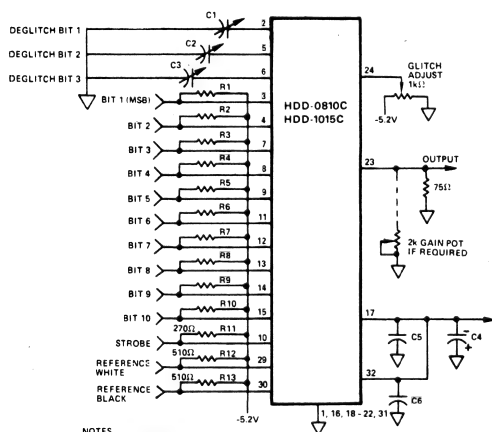 C1
DEGLITCH BIT 1
2
C2
DEGLITCH BIT 2
5
C3
DEGLITCH BIT 3
6
R1
BIT 1 (MSB)
3
R2
BIT 2
4
R3
BIT 3
7
R4
BIT 4
8
R5
BIT 5
9
R6
BIT 6
11
R7
BIT 7
12
R8
BIT 8
13
R9
BIT 9
14
R10
BIT 10
15
270Ω R11
STROBE
10
510Ω R12
REFERENCE
WHITE
29
510Ω R13
REFERENCE
BLACK
30
-5.2V
HDD-0810C
HDD-1015C
24
GLITCH
ADJUST
1kΩ
-5.2V
23
OUTPUT
75Ω
2k GAIN POT
IF REQUIRED
17
C5
- C4
+
32
C6
1, 16, 18 - 22, 31
NOTES